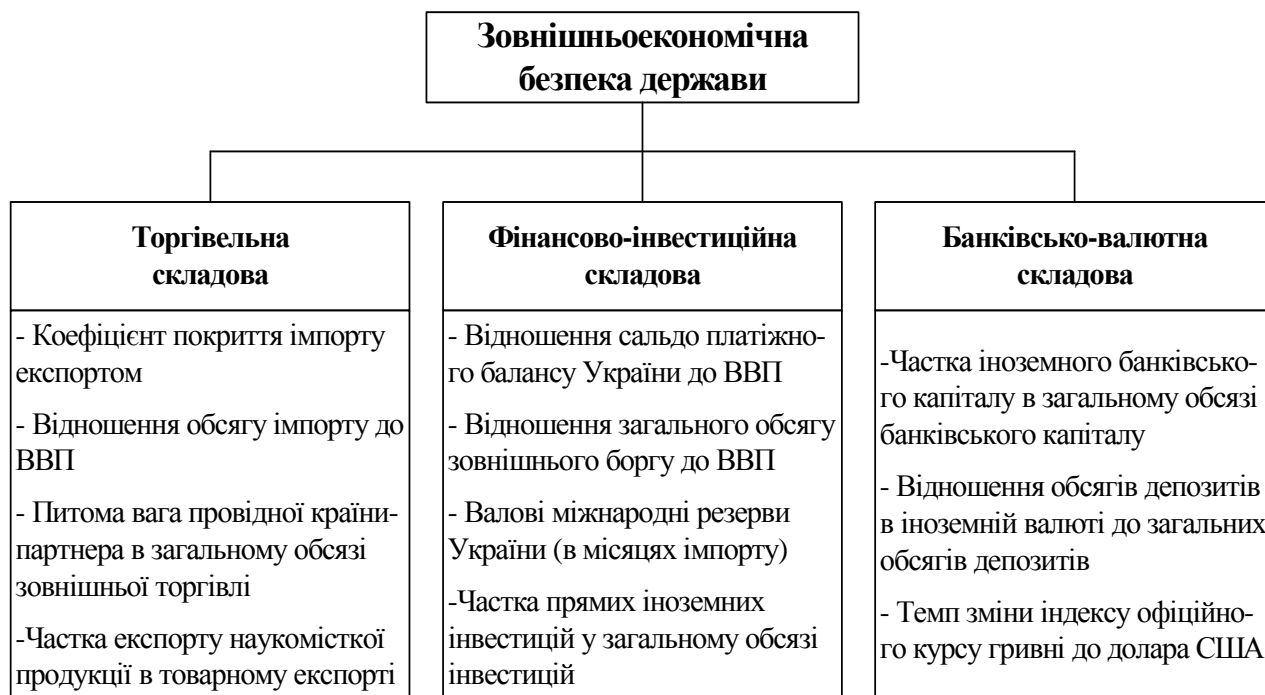 Зовнішньоекономічна
безпека держави
Торгівельна
складова
- Коефіцієнт покриття імпорту
експортом
- Відношення обсягу імпорту до
ВВП
- Питома вага провідної країни-
партнера в загальному обсязі
зовнішньої торгівлі
-Частка експорту наукомісткої
продукції в товарному експорті
Фінансово-інвестиційна
складова
- Відношення сальдо платіжно-
го балансу України до ВВП
- Відношення загального обсягу
зовнішнього боргу до ВВП
- Валові міжнародні резерви
України (в місяцях імпорту)
-Частка прямих іноземних
інвестицій у загальному обсязі
інвестицій
Банківсько-валютна
складова
-Частка іноземного банківсько-
го капіталу в загальному обсязі
банківського капіталу
- Відношення обсягів депозитів
в іноземній валюті до загальних
обсягів депозитів
- Темп зміни індексу офіційно-
го курсу гривні до долара США